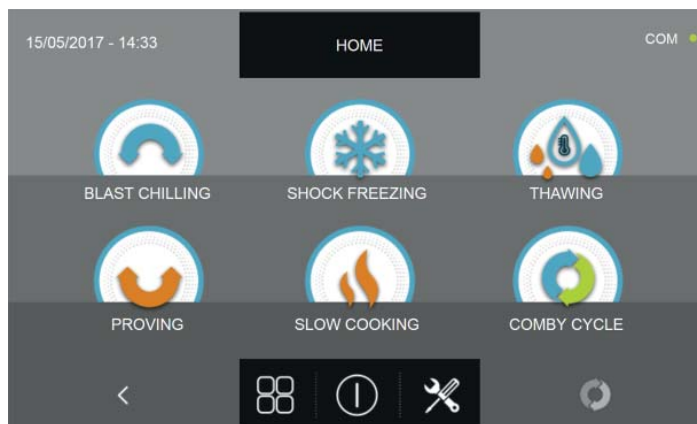 15/05/2017 - 14:33
HOME
COM
BLAST CHILLING
SHOCK FREEZING
THAWING
PROVING
SLOW COOKING
COMBY CYCLE